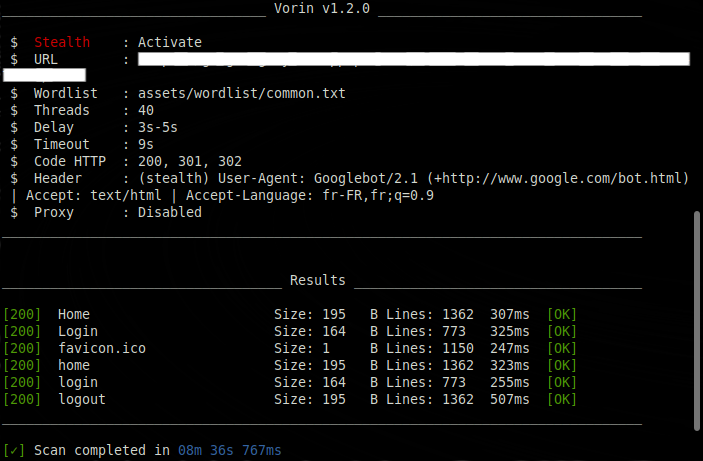 Vorin v1.2.0
$ Stealth : Activate
$ URL :
$ Wordlist : assets/wordlist/common.txt
$ Threads : 40
$ Delay : 3s-5s
$ Timeout : 9s
$ Code HTTP : 200, 301, 302
$ Header : (stealth) User-Agent: Googlebot/2.1 (+http://www.google.com/bot.html)
| Accept: text/html | Accept-Language: fr-FR,fr;q=0.9
$ Proxy : Disabled
Results
[200] Home Size: 195 B Lines: 1362 307ms [OK]
[200] Login Size: 164 B Lines: 773 325ms [OK]
[200] favicon.ico Size: 1 B Lines: 1150 247ms [OK]
[200] home Size: 195 B Lines: 1362 323ms [OK]
[200] login Size: 164 B Lines: 773 255ms [OK]
[200] logout Size: 195 B Lines: 1362 507ms [OK]
[✓] Scan completed in 08m 36s 767ms